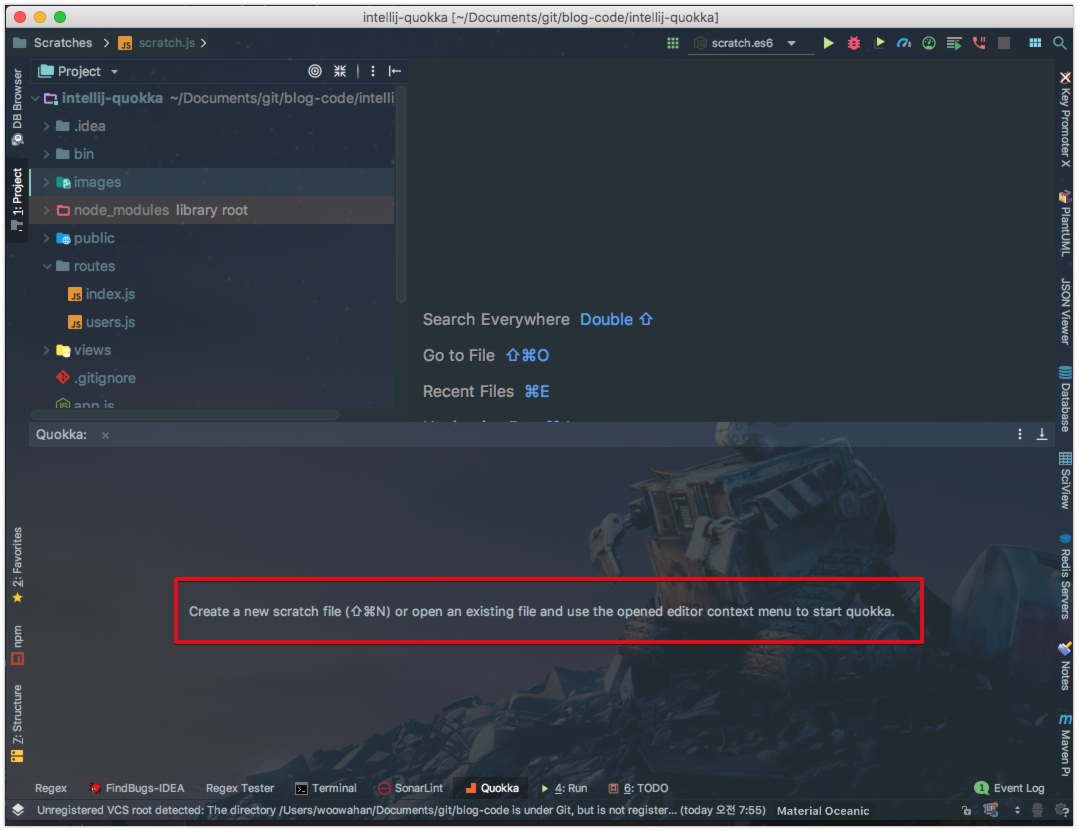 intellij-quokka [~/Documents/git/blog-code/intellij-quokka]
Scratches
scratch.js
scratch.es6
Project
intellij-quokka ~/Documents/git/blog-code/intelli
.idea
bin
images
node_modules library root
public
routes
index.js
users.js
views
.gitignore
app.js
DB Browser
1: Project
2: Favorites
npm
7: Structure
Search Everywhere Double ⇧
Go to File ⇧⌘O
Recent Files ⌘E
Key Promoter X
PlantUML
JSON Viewer
Database
SciView
Redis Servers
Notes
Maven Pr
Quokka:
Create a new scratch file (⇧⌘N) or open an existing file and use the opened editor context menu to start quokka.
Regex FindBugs-IDEA Regex Tester Terminal SonarLint Quokka 4: Run 6: TODO 1 Event Log
Unregistered VCS root detected: The directory /Users/woowahan/Documents/git/blog-code is under Git, but is not register... (today 오전 7:55) Material Oceanic